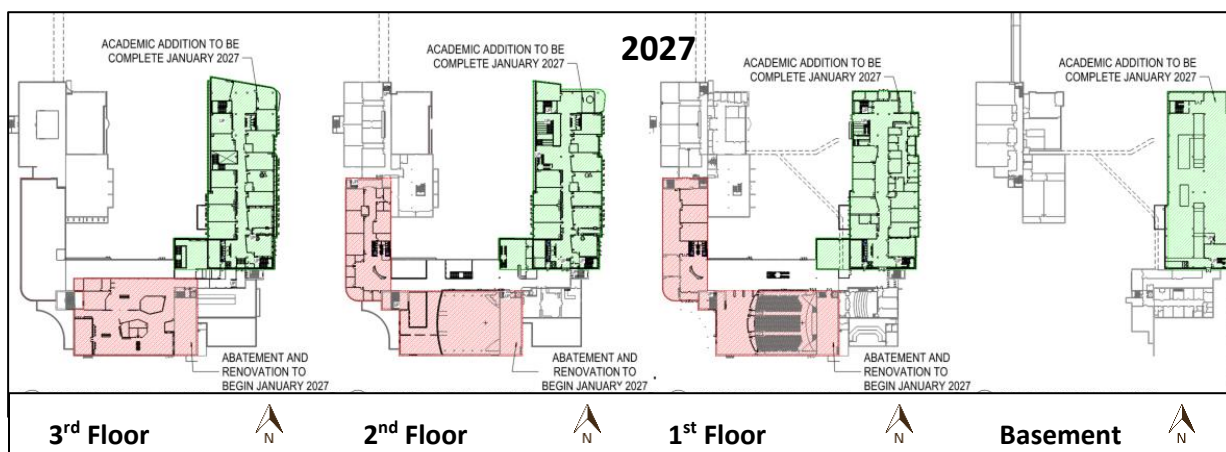 2027
ACADEMIC ADDITION TO BE
COMPLETE JANUARY 2027
ACADEMIC ADDITION TO BE
COMPLETE JANUARY 2027
ACADEMIC ADDITION TO BE
COMPLETE JANUARY 2027
ACADEMIC ADDITION TO BE
COMPLETE JANUARY 2027
ABATEMENT AND
RENOVATION TO
BEGIN JANUARY 2027
ABATEMENT AND
RENOVATION TO
BEGIN JANUARY 2027
ABATEMENT AND
RENOVATION TO
BEGIN JANUARY 2027
3rd Floor
N
2nd Floor
N
1st Floor
N
Basement
N